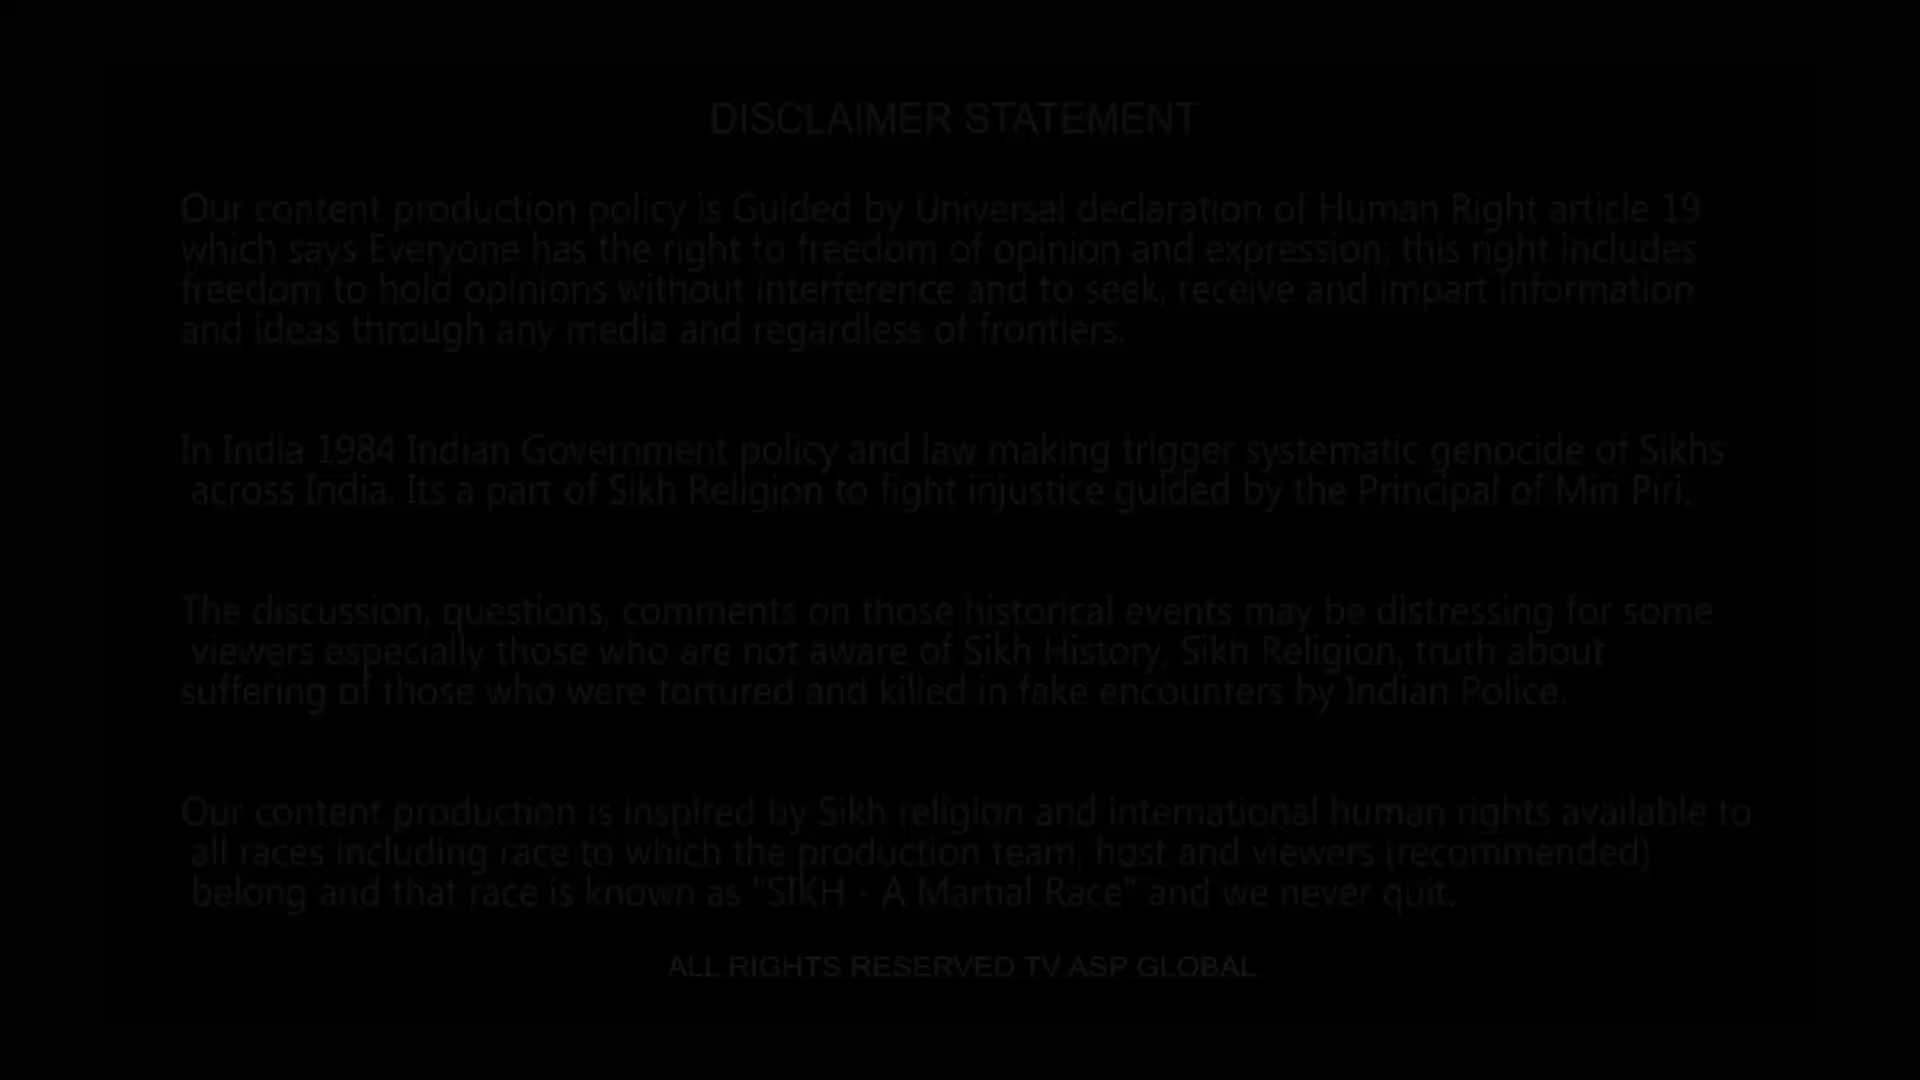 DISCLAIMER STATEMENT
Our content production policy is Guided by Universal declaration of Human Right article 19
which says Everyone has the right to freedom of opinion and expression; this right includes
freedom to hold opinions without interference and to seek, receive and impart information
and ideas through any media and regardless of frontiers.
In India 1984 Indian Government policy and law making trigger systematic genocide of Sikhs
across India. Its a part of Sikh Religion to fight injustice guided by the Principal of Miri Piri.
The discussion, questions, comments on those historical events may be distressing for some
viewers especially those who are not aware of Sikh History, Sikh Religion, truth about
suffering of those who were tortured and killed in fake encounters by Indian Police.
Our content production is inspired by Sikh religion and international human rights available to
all races including race to which the production team, host and viewers (recommended)
belong and that race is known as "SIKH - A Martial Race" and we never quit.
ALL RIGHTS RESERVED TV ASP GLOBAL